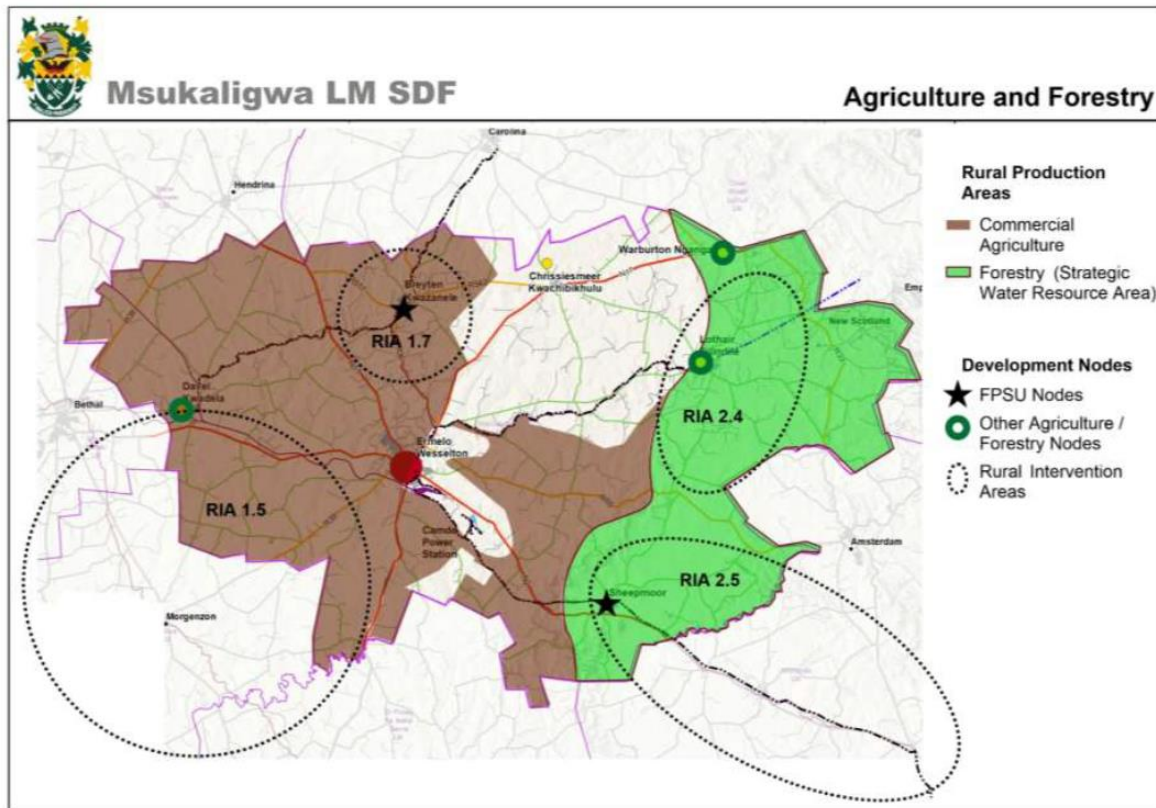 Msukaligwa LM SDF
Agriculture and Forestry
Carolina
Hendrina
Warburton
Breyten
Kwazanele
Chrissiesmeer
Kwachibikhulu
New Scotland
RIA 1.7
Lothair
Davel
Kwadela
Bethal
RIA 2.4
Ermelo
Wesselton
RIA 1.5
Camden
Power
Station
Amsterdam
RIA 2.5
Sheepmoor
Morgenzon
Rural Production
Areas
Commercial
Agriculture
Forestry (Strategic
Water Resource Area)
Development Nodes
FPSU Nodes
Other Agriculture /
Forestry Nodes
Rural Intervention
Areas